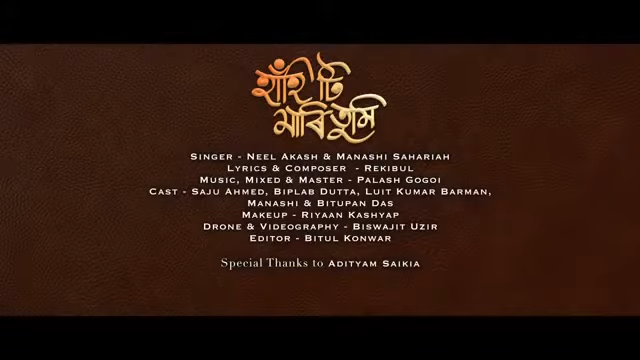 হাঁহি টি
মাৰি তুমি
SINGER - NEEL AKASH & MANASHI SAHARIAH
LYRICS & COMPOSER - REKIBUL
MUSIC, MIXED & MASTER - PALASH GOGOI
CAST - SAJU AHMED, BIPLAB DUTTA, LUIT KUMAR BARMAN,
MANASHI & BITUPAN DAS
MAKEUP - RIYAAN KASHYAP
DRONE & VIDEOGRAPHY - BISWAJIT UZIR
EDITOR - BITUL KONWAR
Special Thanks to ADITYAM SAIKIA